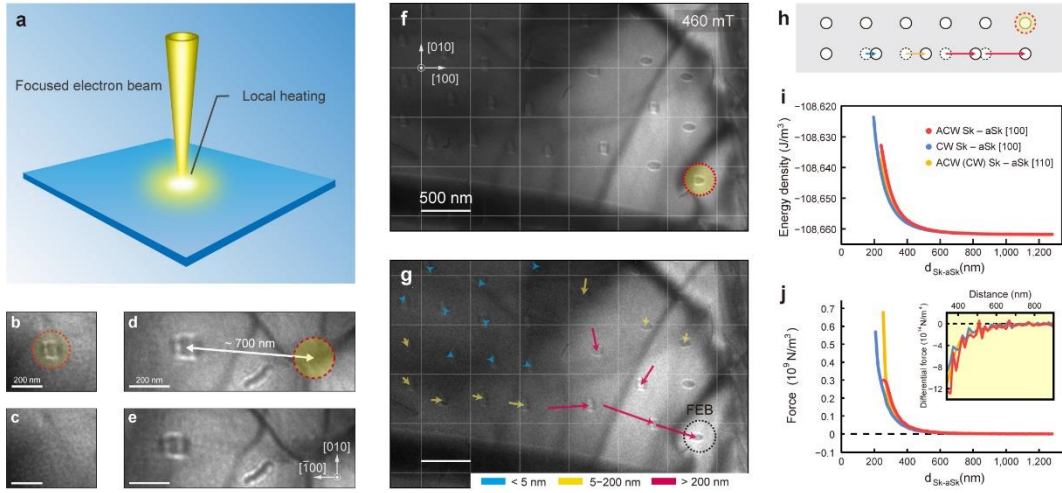 a
Focused electron beam
Local heating
b
200 nm
c
d
~ 700 nm
200 nm
e
[010]
[1̄00]
f
460 mT
[010]
[100]
500 nm
g
FEB
< 5 nm
5–200 nm
> 200 nm
h
i
Energy density (J/m³)
−108.620
−108.630
−108.640
−108.650
−108.660
ACW Sk – aSk [100]
CW Sk – aSk [100]
ACW (CW) Sk – aSk [110]
0 200 400 600 800 1,000 1,200
d Sk-aSk (nm)
j
Force (10⁹ N/m³)
0.7
0.6
0.5
0.4
0.3
0.2
0.1
0
−0.1
Distance (nm)
400 600 800
Differential force (10⁻¹⁴ N/m³)
0
−4
−8
−12
0 200 400 600 800 1,000 1,200
d Sk-aSk (nm)